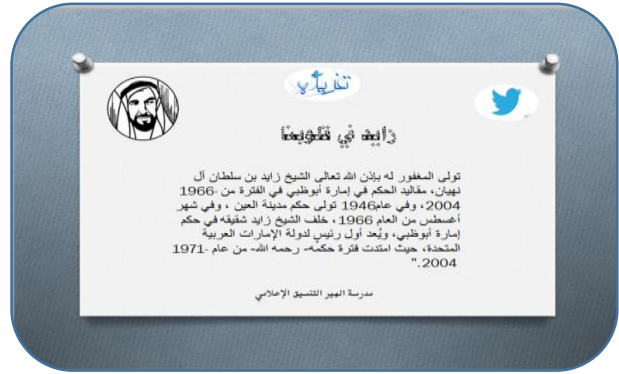 تغريدة
زايد في قلوبنا
تولى المغفور له بإذن الله تعالى الشيخ زايد بن سلطان آل
نهيان، مقاليد الحكم في إمارة أبوظبي في الفترة من 1966-
2004، وفي عام1946 تولى حكم مدينة العين ، وفي شهر
أغسطس من العام 1966 ، خلف الشيخ زايد شقيقه في حكم
إمارة أبوظبي، ويُعد أول رئيس لدولة الإمارات العربية
المتحدة، حيث امتدت فترة حكمه- رحمه الله- من عام 1971-
2004."
مدرسة الهير التنسيق الإعلامي